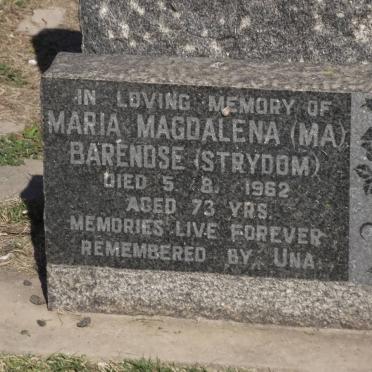 IN LOVING MEMORY OF
MARIA MAGDALENA (MA)
BARENDSE (STRYDOM)
DIED 5. 8. 1962
AGED 73 YRS.
MEMORIES LIVE FOREVER
REMEMBERED BY UNA.